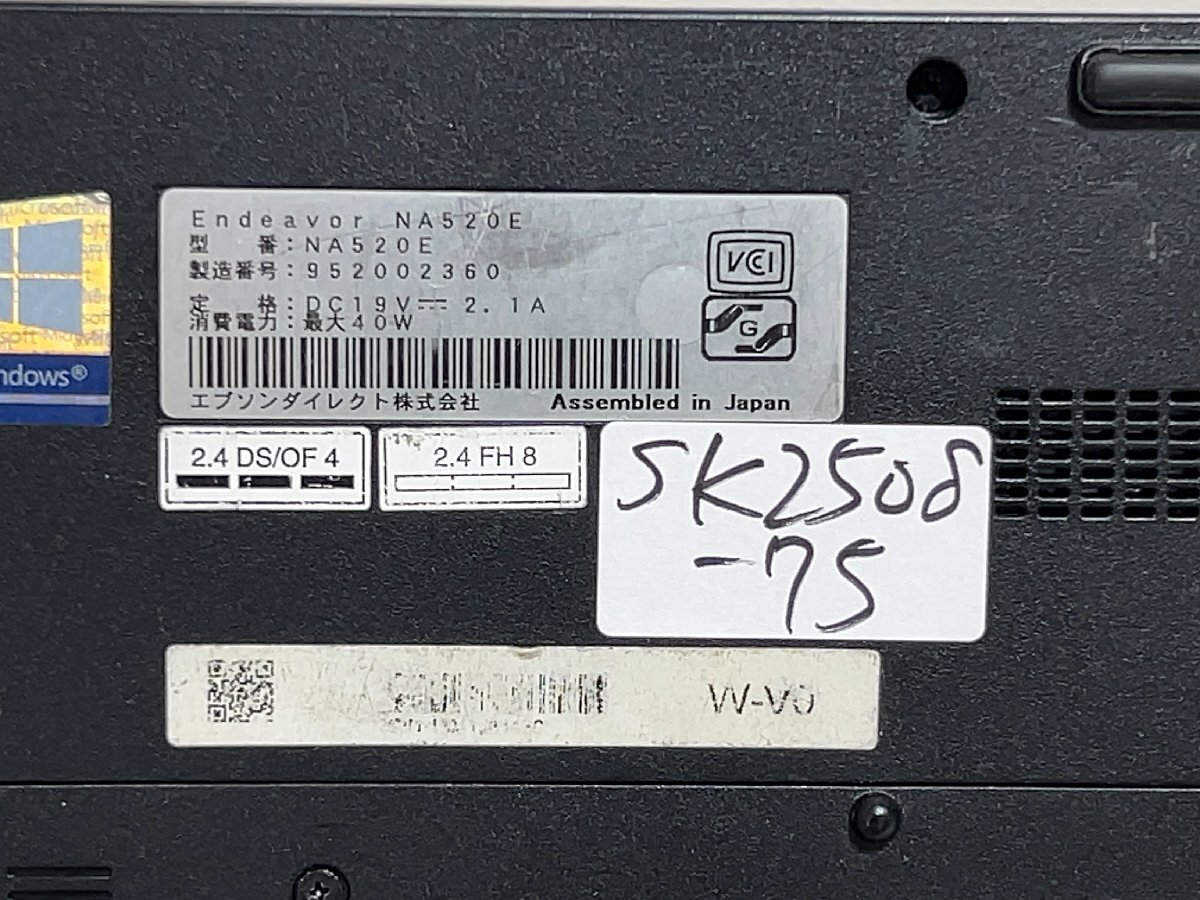 Endeavor NA520E
型 番：NA520E
製造番号：952002360
定 格：DC19V⎓2.1A
消費電力：最大40W
エプソンダイレクト株式会社 Assembled in Japan
VCCI
G
ndows®
2.4 DS/OF 4
2.4 FH 8
SK2508
-75